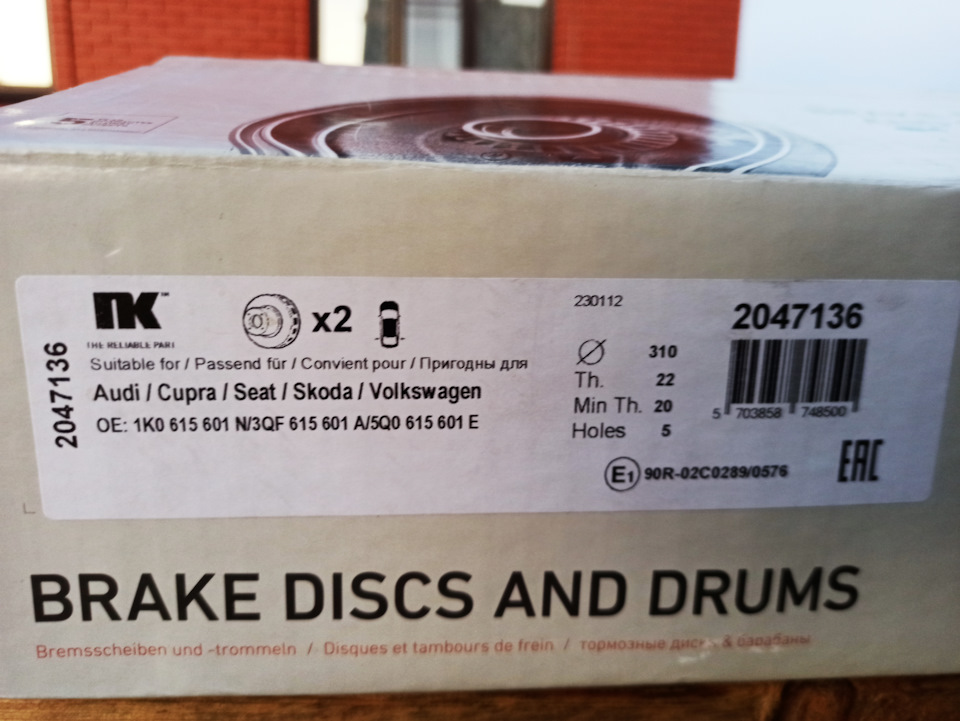 NK
THE RELIABLE PART
x2
2047136
Suitable for / Passend für / Convient pour / Пригодны для
Audi / Cupra / Seat / Skoda / Volkswagen
OE: 1K0 615 601 N/3QF 615 601 A/5Q0 615 601 E
230112
310
Th. 22
Min Th. 20
Holes 5
2047136
5 703858 748500
E1 90R-02C0289/0576
EAC
BRAKE DISCS AND DRUMS
Bremsscheiben und -trommeln / Disques et tambours de frein / тормозные диски & барабаны